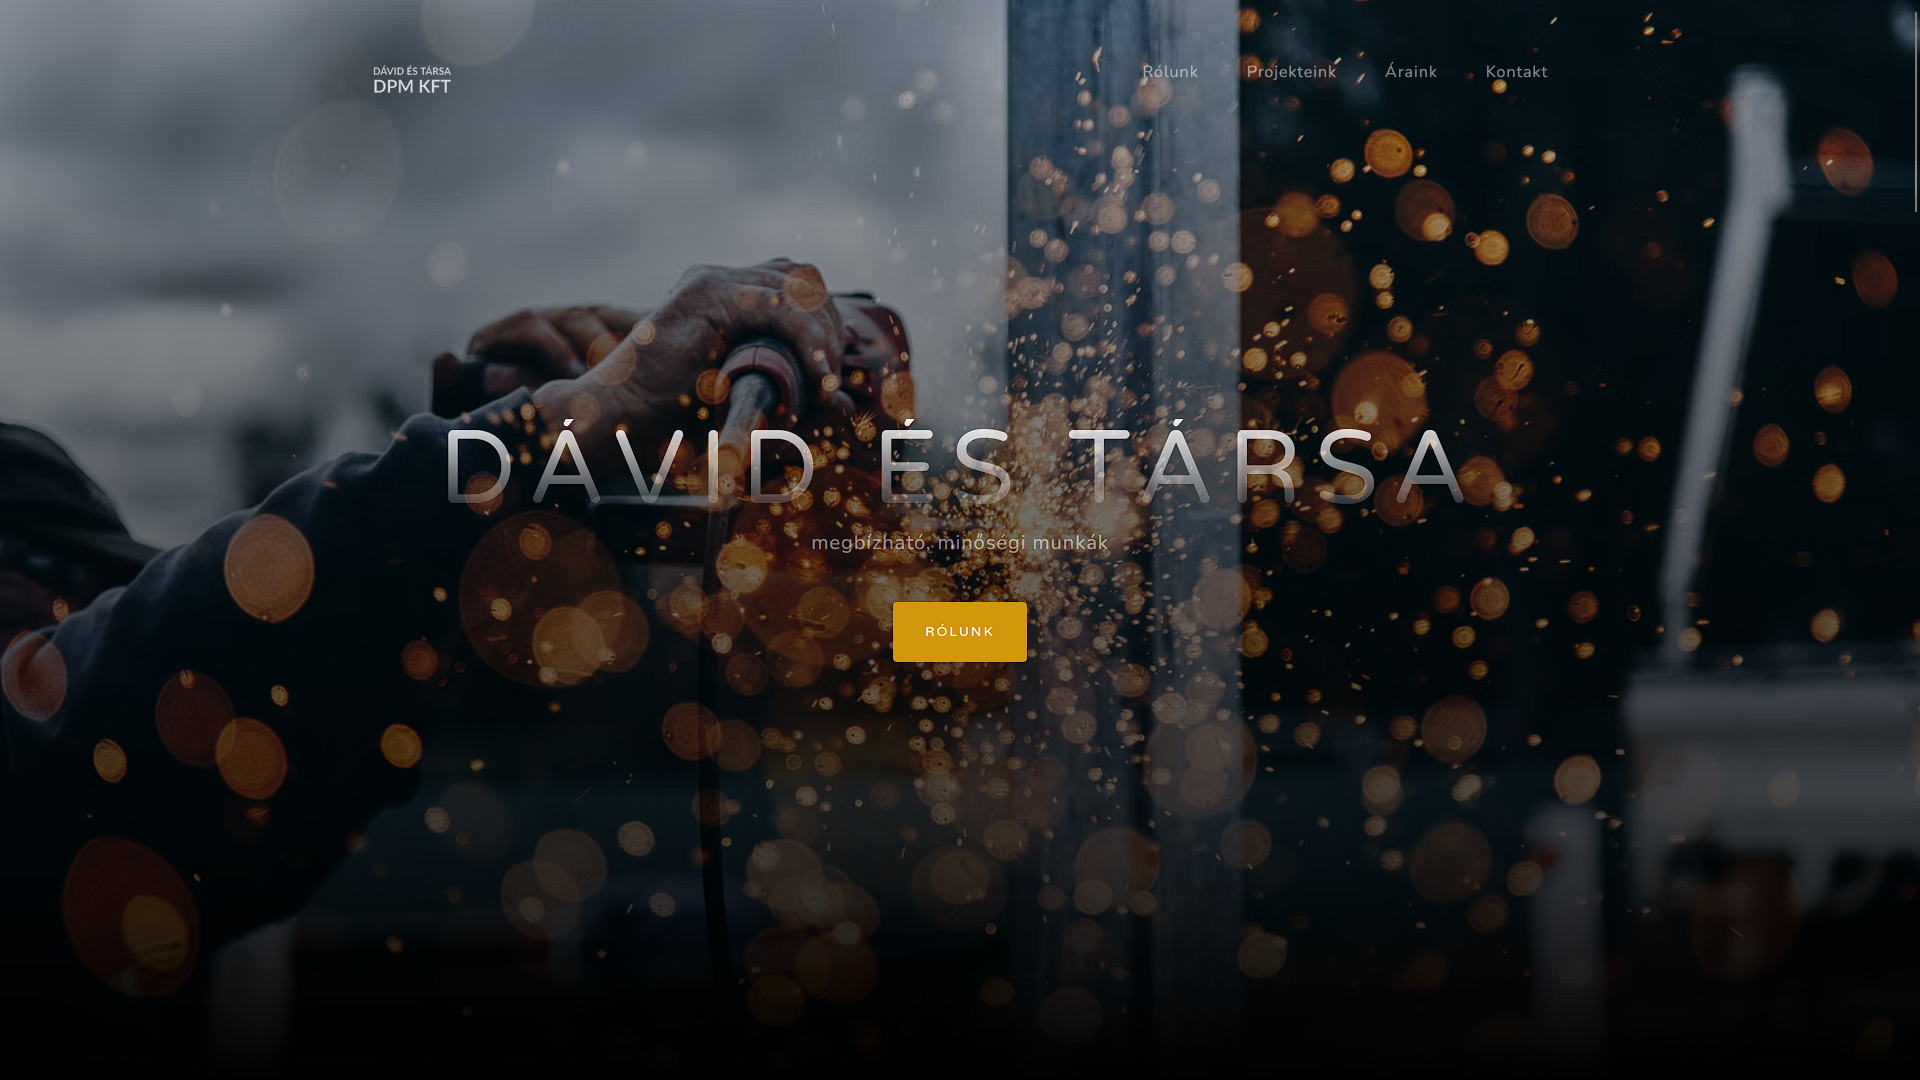 DÁVID ÉS TÁRSA
DPM KFT
Rólunk
Projekteink
Áraink
Kontakt
DÁVID ÉS TÁRSA
megbízható, minőségi munkák
RÓLUNK